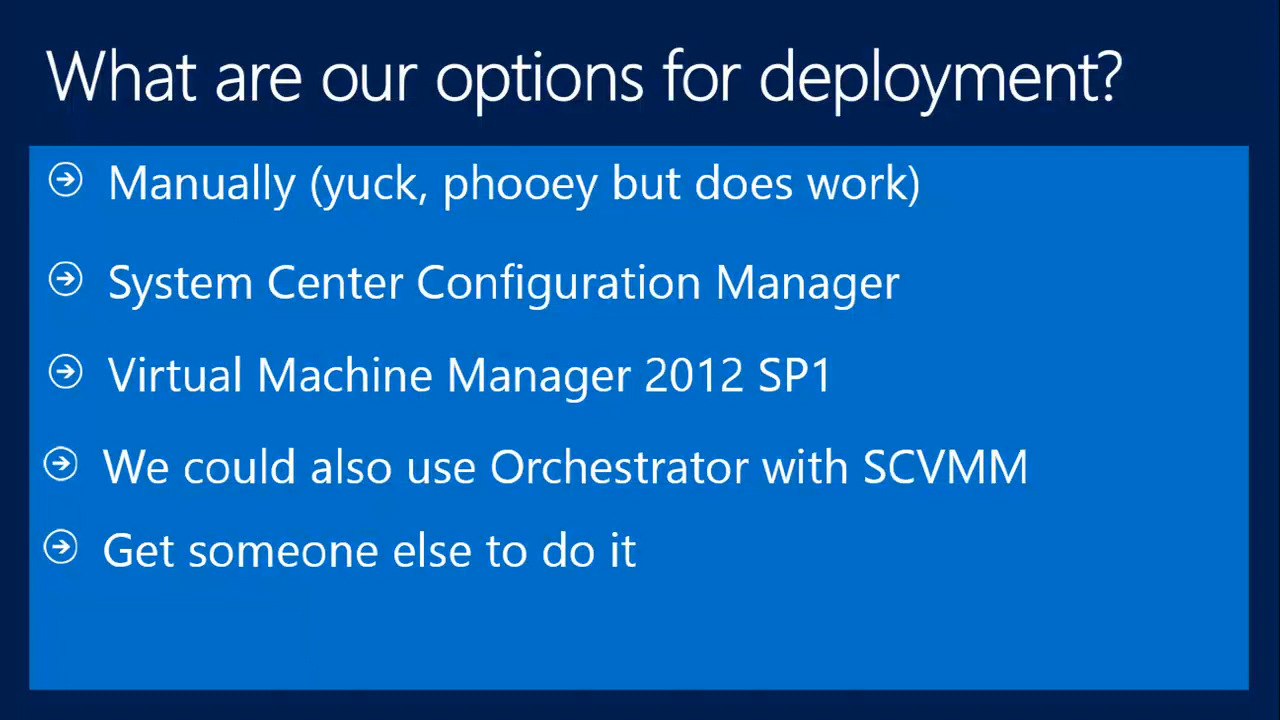 What are our options for deployment?
Manually (yuck, phooey but does work)
System Center Configuration Manager
Virtual Machine Manager 2012 SP1
We could also use Orchestrator with SCVMM
Get someone else to do it